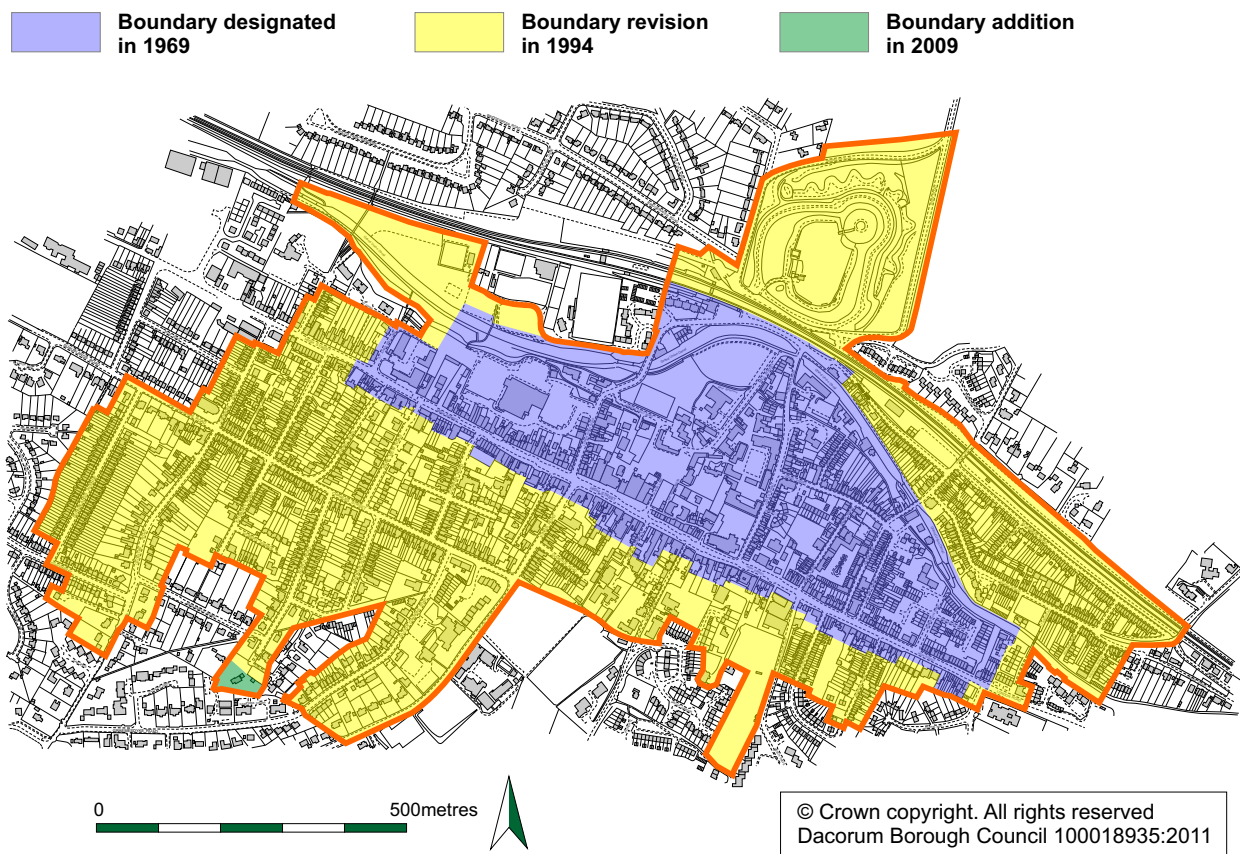 Boundary designated
in 1969
Boundary revision
in 1994
Boundary addition
in 2009
0
500metres
© Crown copyright. All rights reserved
Dacorum Borough Council 100018935:2011